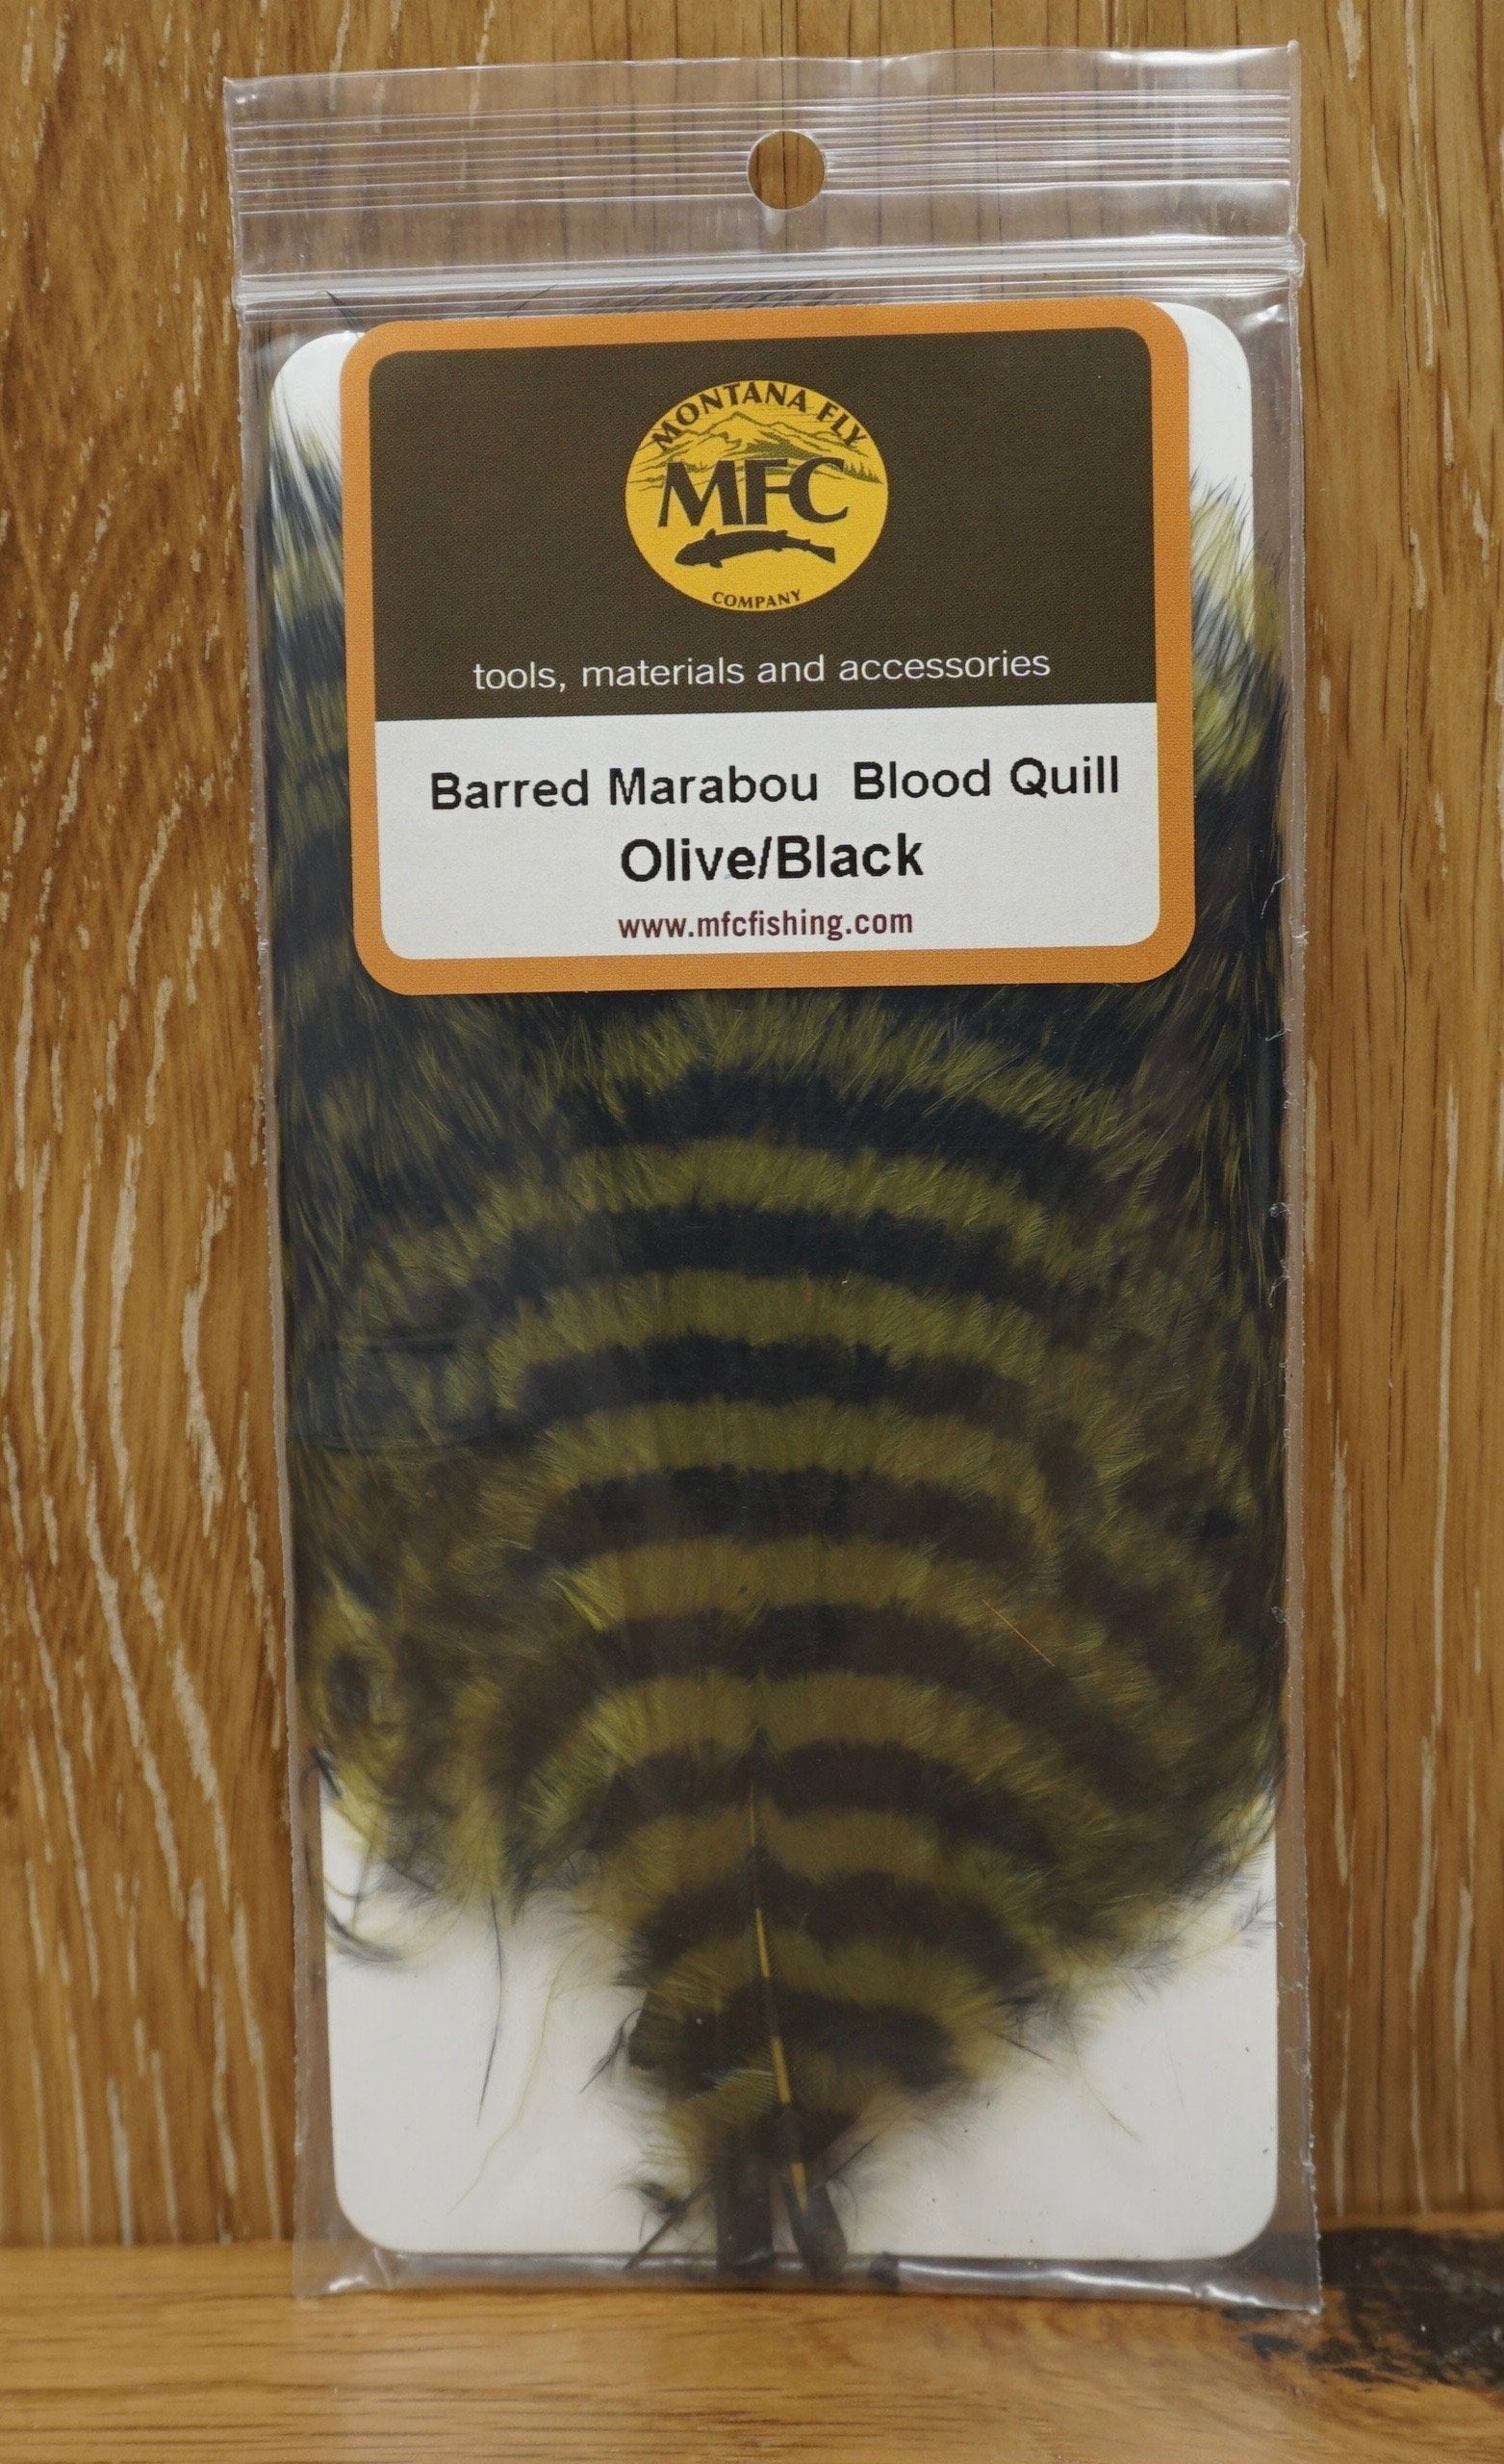 MONTANA FLY
MFC
COMPANY
tools, materials and accessories
Barred Marabou  Blood Quill
Olive/Black
www.mfcfishing.com